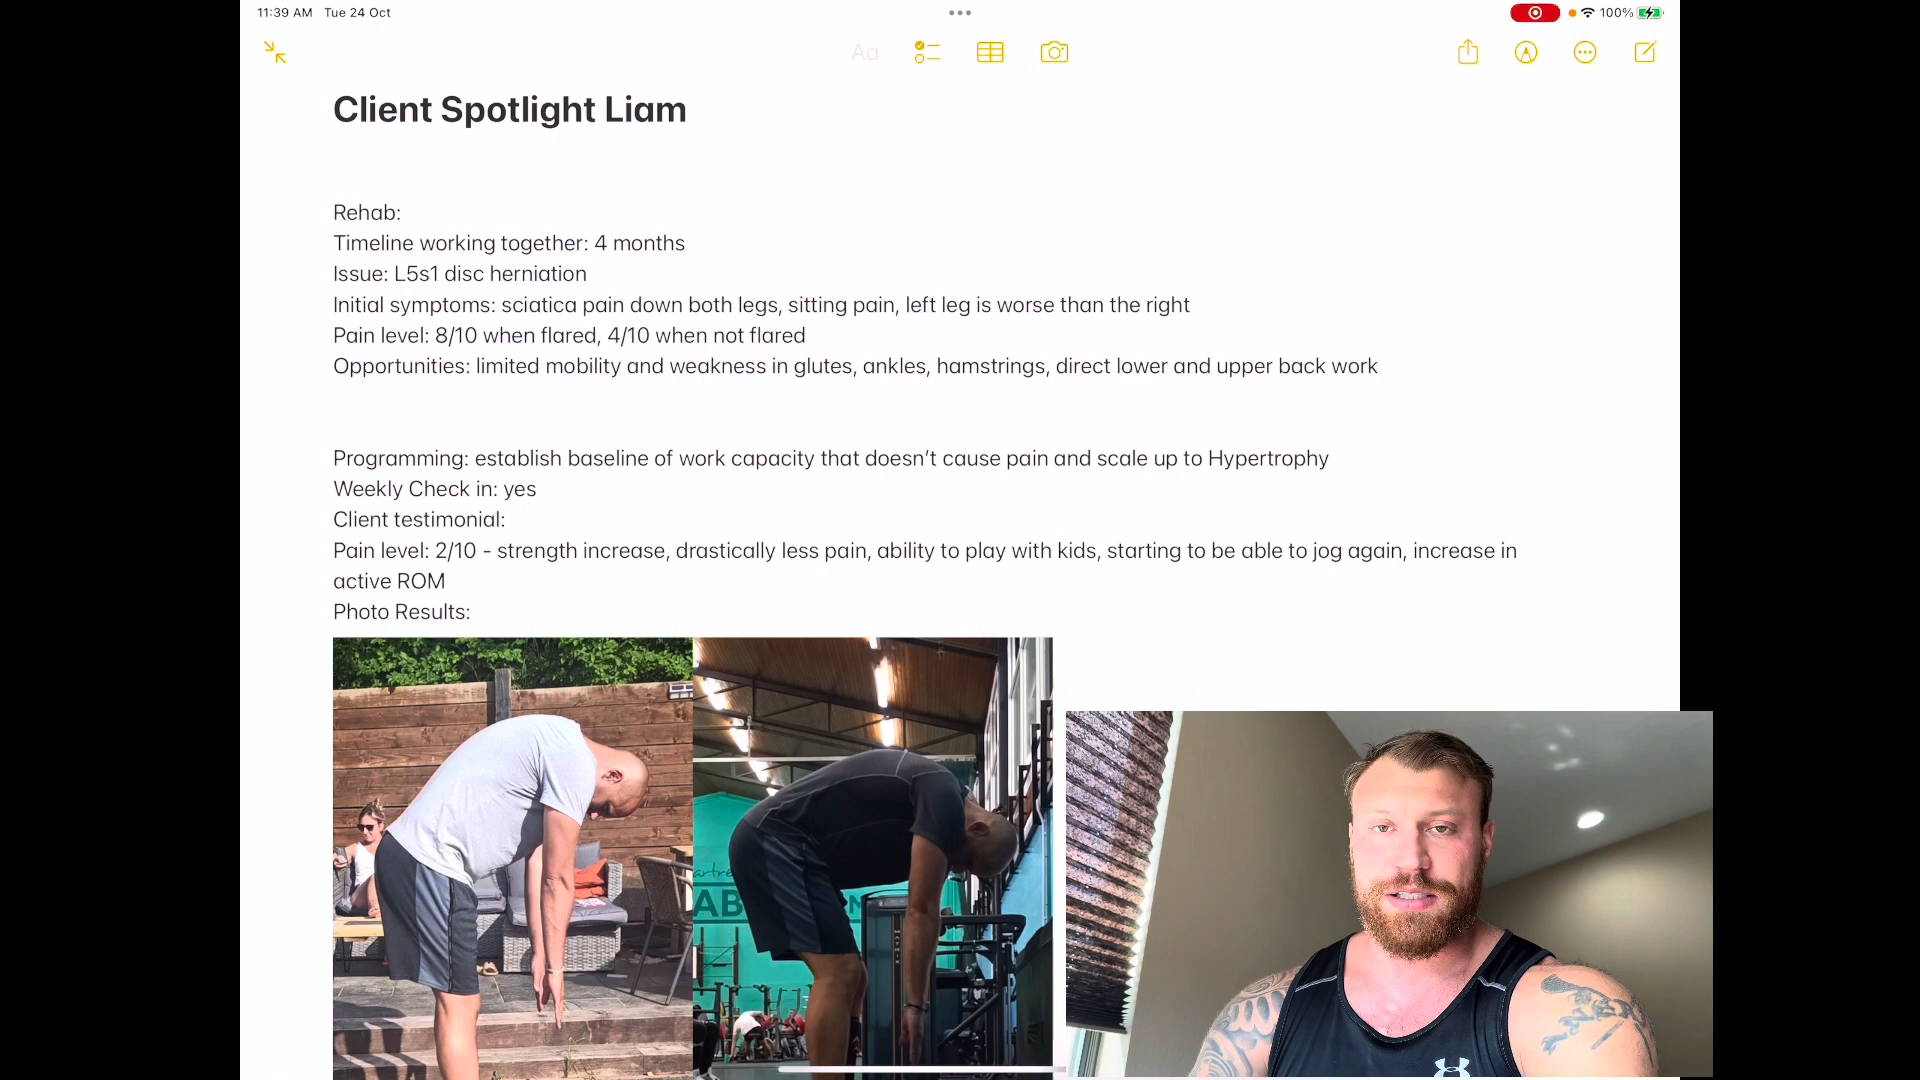 11:39 AM Tue 24 Oct
100%
Aa
Client Spotlight Liam
Rehab:
Timeline working together: 4 months
Issue: L5s1 disc herniation
Initial symptoms: sciatica pain down both legs, sitting pain, left leg is worse than the right
Pain level: 8/10 when flared, 4/10 when not flared
Opportunities: limited mobility and weakness in glutes, ankles, hamstrings, direct lower and upper back work
Programming: establish baseline of work capacity that doesn’t cause pain and scale up to Hypertrophy
Weekly Check in: yes
Client testimonial:
Pain level: 2/10 - strength increase, drastically less pain, ability to play with kids, starting to be able to jog again, increase in
active ROM
Photo Results:
MATRIX